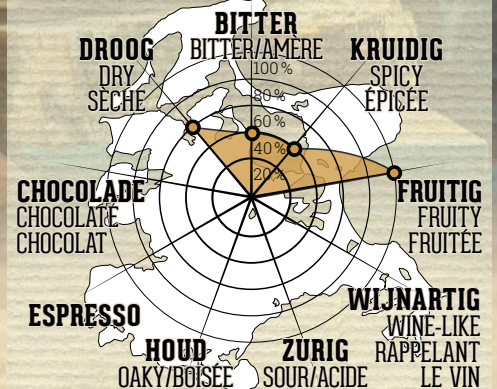 BITTER
BITTER/AMÈRE
DROOG
DRY
SÈCHE
KRUIDIG
SPICY
ÉPICÉE
100%
80%
60%
40%
20%
CHOCOLADE
CHOCOLATE
CHOCOLAT
FRUITIG
FRUITY
FRUITÉE
ESPRESSO
WIJNARTIG
WINE-LIKE
RAPPELANT
LE VIN
HOUD
OAKY/BOISÉE
ZURIG
SOUR/ACIDE